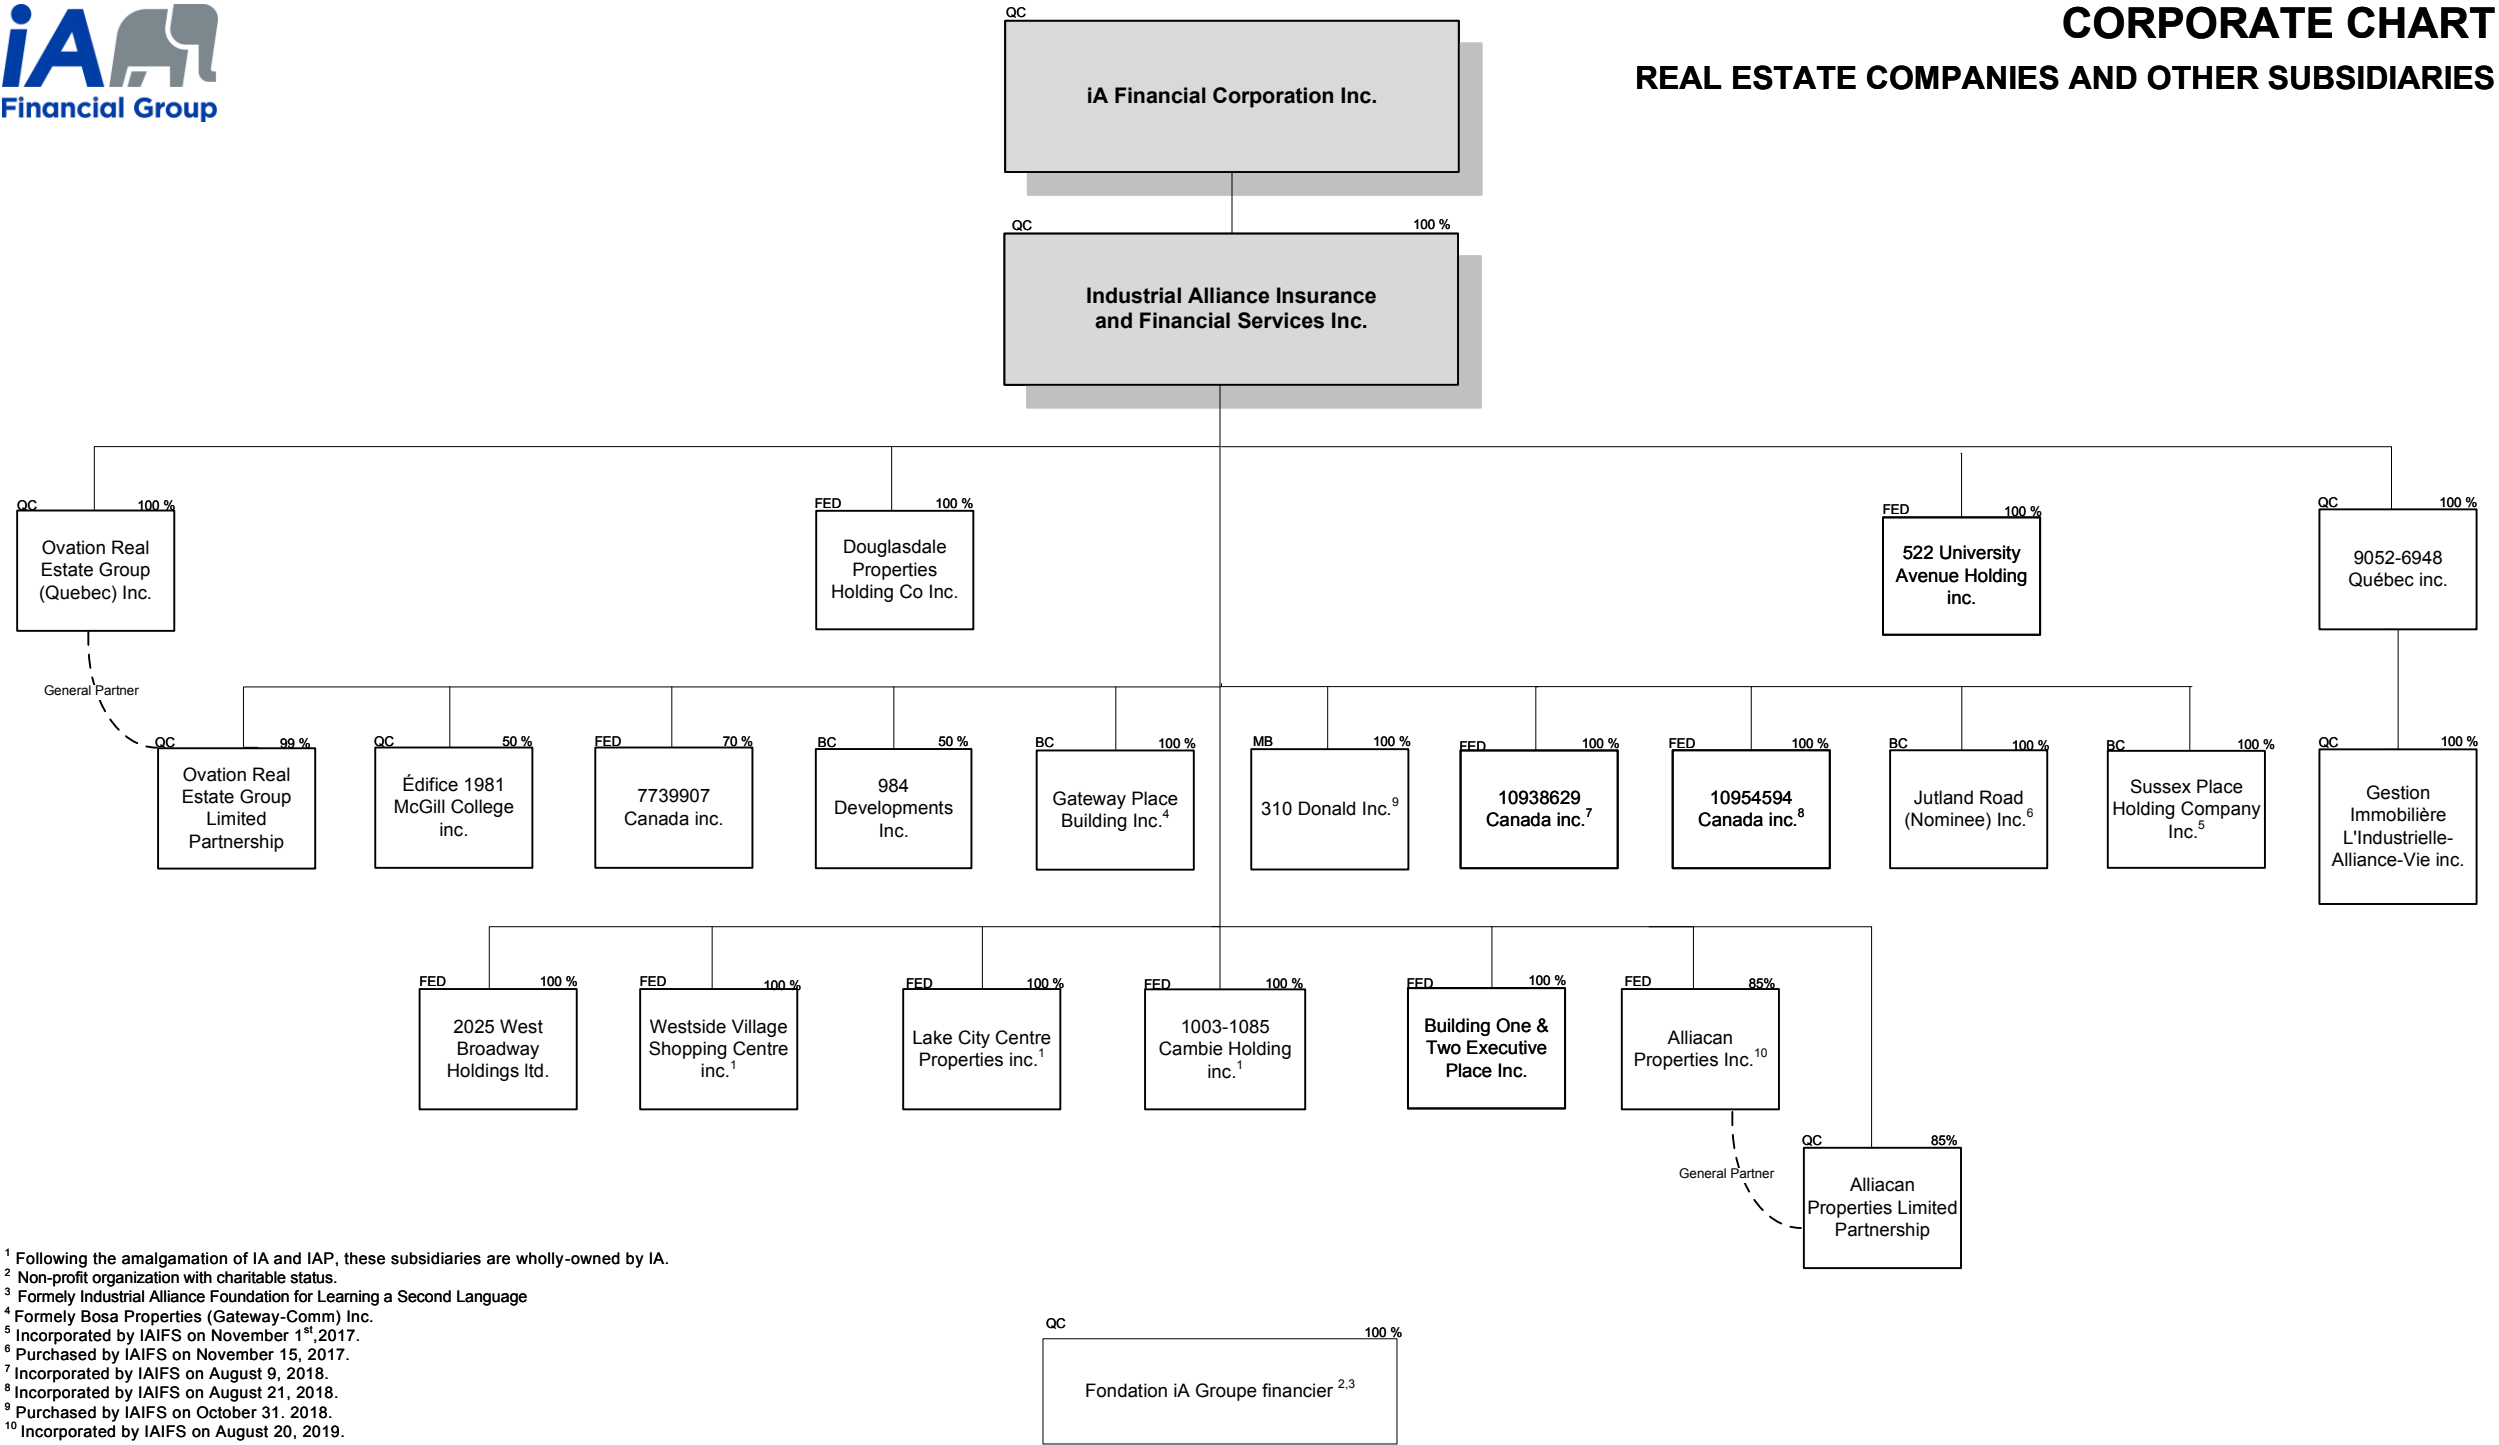 iA
Financial Group
CORPORATE CHART
REAL ESTATE COMPANIES AND OTHER SUBSIDIARIES
QC
iA Financial Corporation Inc.
QC 100 %
Industrial Alliance Insurance
and Financial Services Inc.
QC 100 %
Ovation Real
Estate Group
(Quebec) Inc.
FED 100 %
Douglasdale
Properties
Holding Co Inc.
FED 100 %
522 University
Avenue Holding
inc.
QC 100 %
9052-6948
Québec inc.
General Partner
QC 99 %
Ovation Real
Estate Group
Limited
Partnership
QC 50 %
Édifice 1981
McGill College
inc.
FED 70 %
7739907
Canada inc.
BC 50 %
984
Developments
Inc.
BC 100 %
Gateway Place
Building Inc.4
MB 100 %
310 Donald Inc.9
FED 100 %
10938629
Canada inc.7
FED 100 %
10954594
Canada inc.8
BC 100 %
Jutland Road
(Nominee) Inc.6
BC 100 %
Sussex Place
Holding Company
Inc.5
QC 100 %
Gestion
Immobilière
L'Industrielle-
Alliance-Vie inc.
FED 100 %
2025 West
Broadway
Holdings ltd.
FED 100 %
Westside Village
Shopping Centre
inc.1
FED 100 %
Lake City Centre
Properties inc.1
FED 100 %
1003-1085
Cambie Holding
inc.1
FED 100 %
Building One &
Two Executive
Place Inc.
FED 85%
Alliacan
Properties Inc.10
General Partner
QC 85%
Alliacan
Properties Limited
Partnership
1 Following the amalgamation of IA and IAP, these subsidiaries are wholly-owned by IA.
2 Non-profit organization with charitable status.
3 Formely Industrial Alliance Foundation for Learning a Second Language
4 Formely Bosa Properties (Gateway-Comm) Inc.
5 Incorporated by IAIFS on November 1st,2017.
6 Purchased by IAIFS on November 15, 2017.
7 Incorporated by IAIFS on August 9, 2018.
8 Incorporated by IAIFS on August 21, 2018.
9 Purchased by IAIFS on October 31. 2018.
10 Incorporated by IAIFS on August 20, 2019.
QC 100 %
Fondation iA Groupe financier 2,3